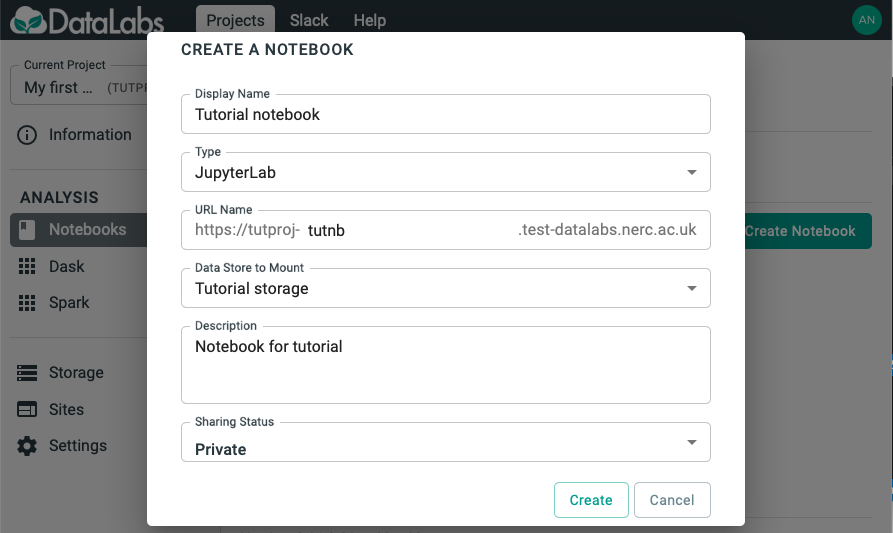 DataLabs
Projects
Slack
Help
AN
Current Project
My first ...
(TUTPR
Information
ANALYSIS
Notebooks
Dask
Spark
Storage
Sites
Settings
Create Notebook
CREATE A NOTEBOOK
Display Name
Tutorial notebook
Type
JupyterLab
URL Name
https://tutproj- tutnb .test-datalabs.nerc.ac.uk
Data Store to Mount
Tutorial storage
Description
Notebook for tutorial
Sharing Status
Private
Create
Cancel